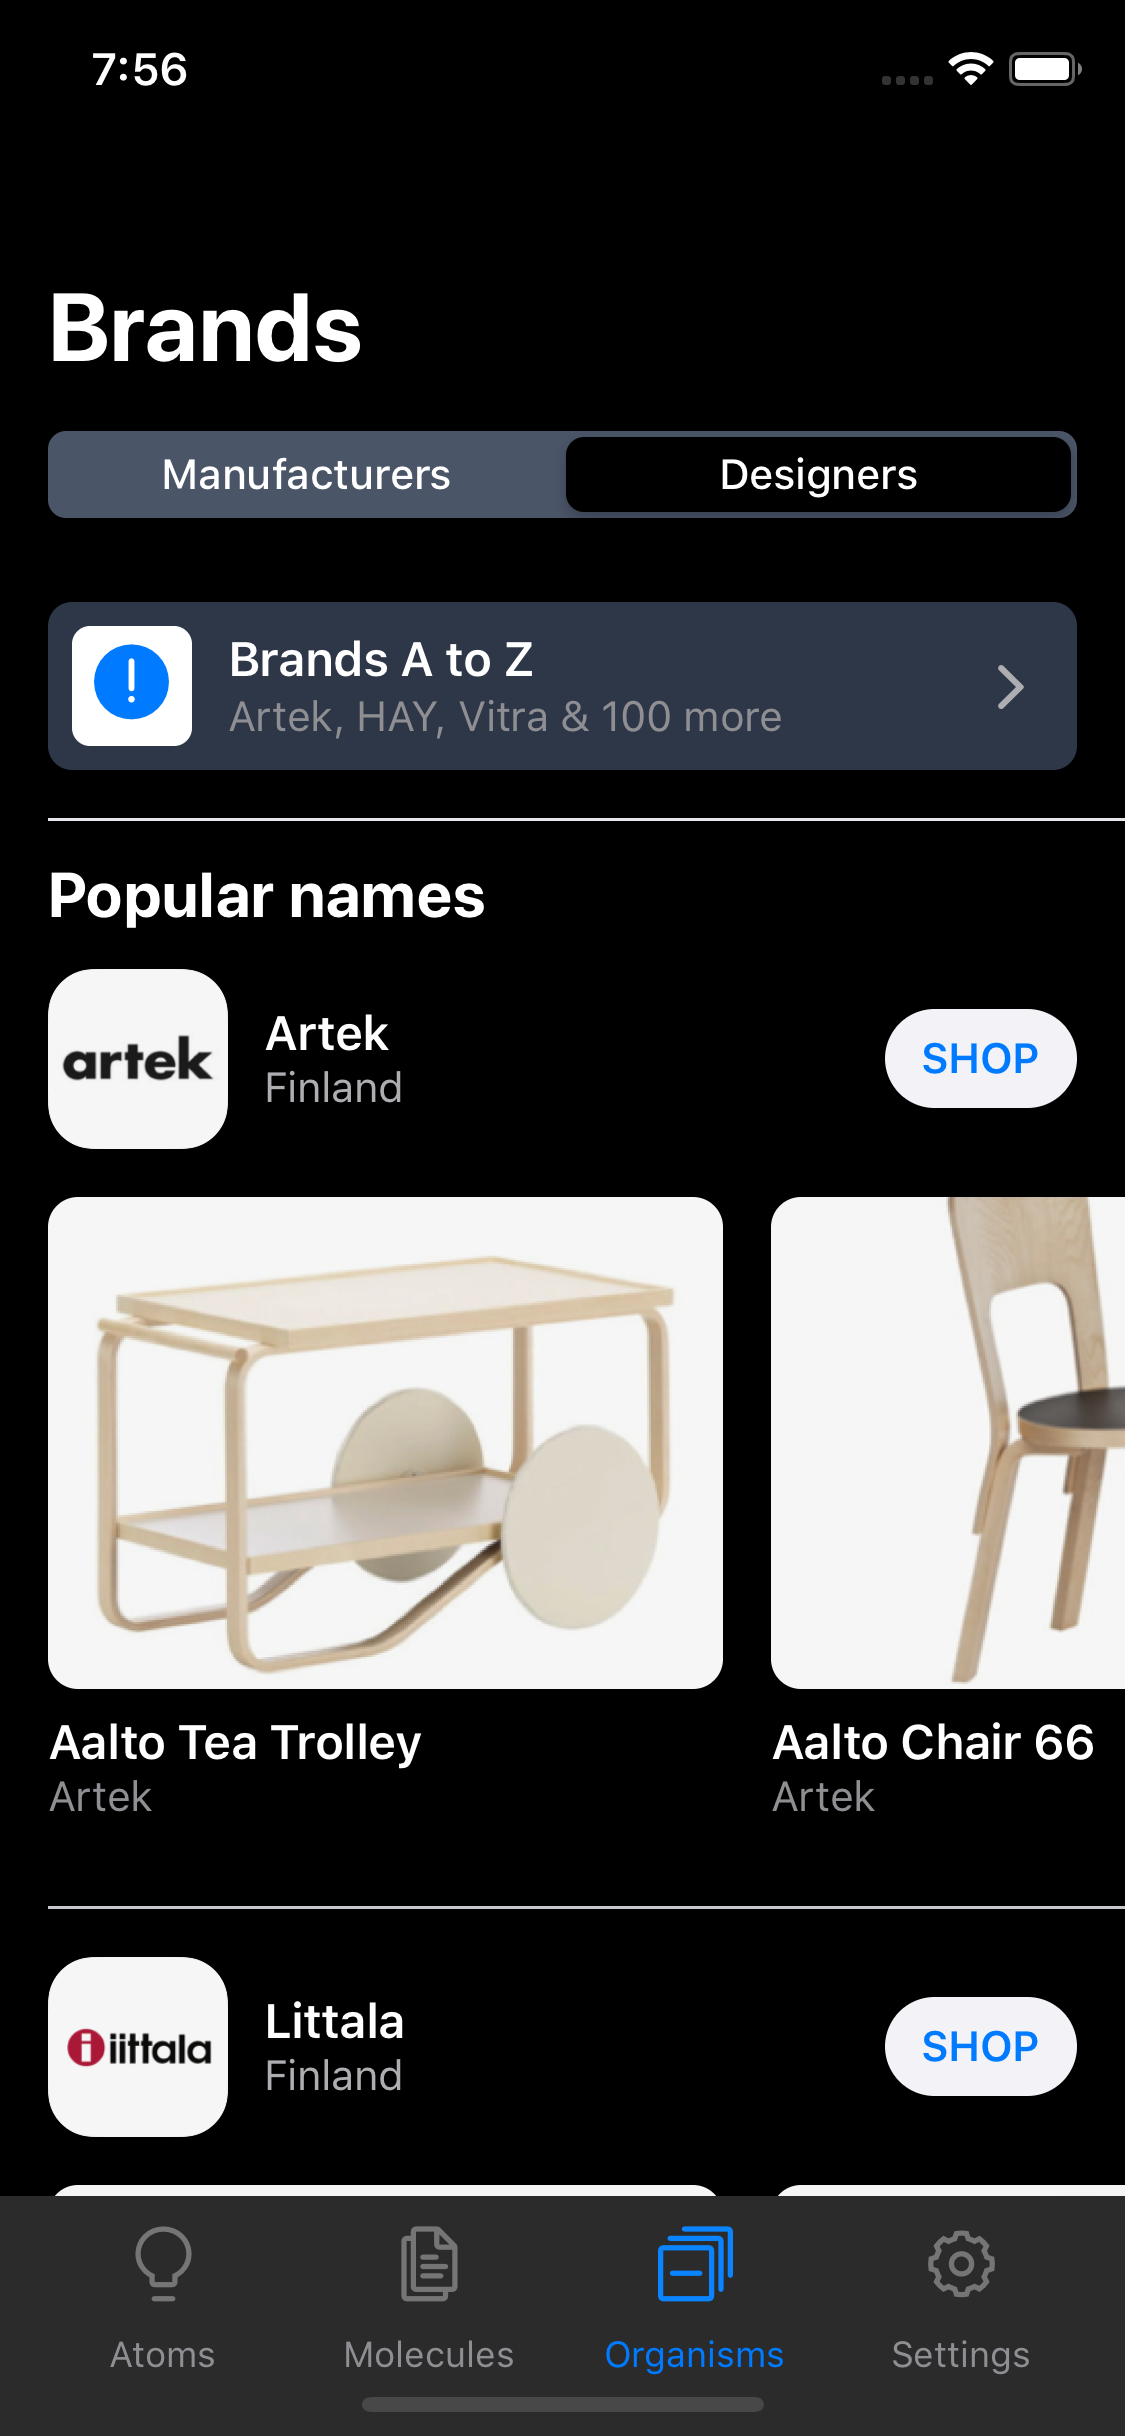 7:56
Brands
Manufacturers
Designers
Brands A to Z
Artek, HAY, Vitra & 100 more
Popular names
artek
Artek
Finland
SHOP
Aalto Tea Trolley
Artek
Aalto Chair 66
Artek
iittala
Littala
Finland
SHOP
Atoms
Molecules
Organisms
Settings